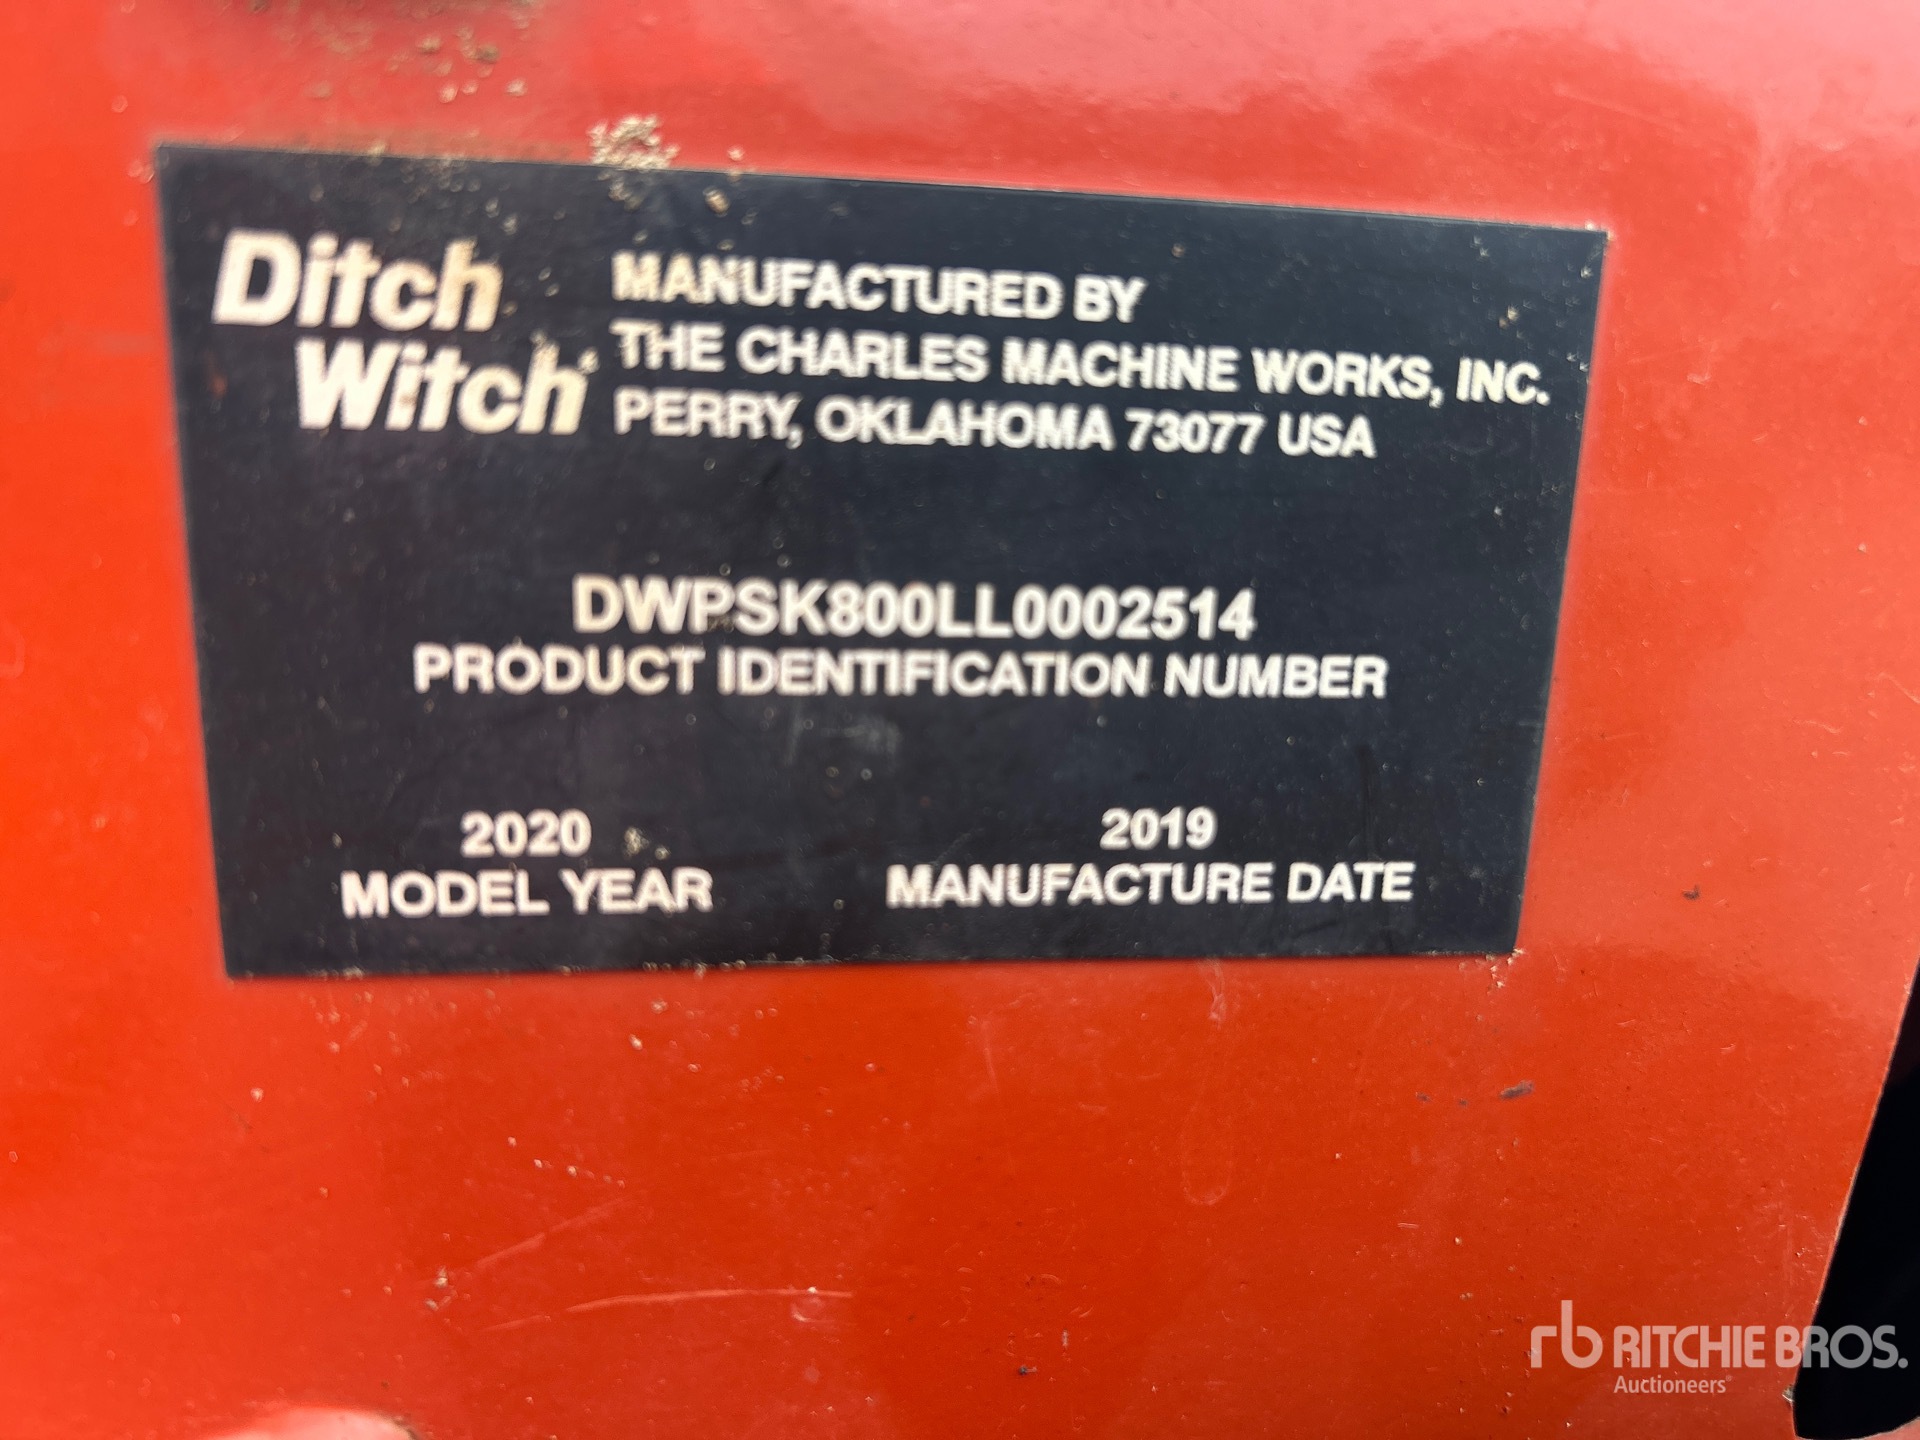 Ditch Witch
MANUFACTURED BY
THE CHARLES MACHINE WORKS, INC.
PERRY, OKLAHOMA 73077 USA
DWPSK800LL0002514
PRODUCT IDENTIFICATION NUMBER
2020
MODEL YEAR
2019
MANUFACTURE DATE
rb RITCHIE BROS.
Auctioneers